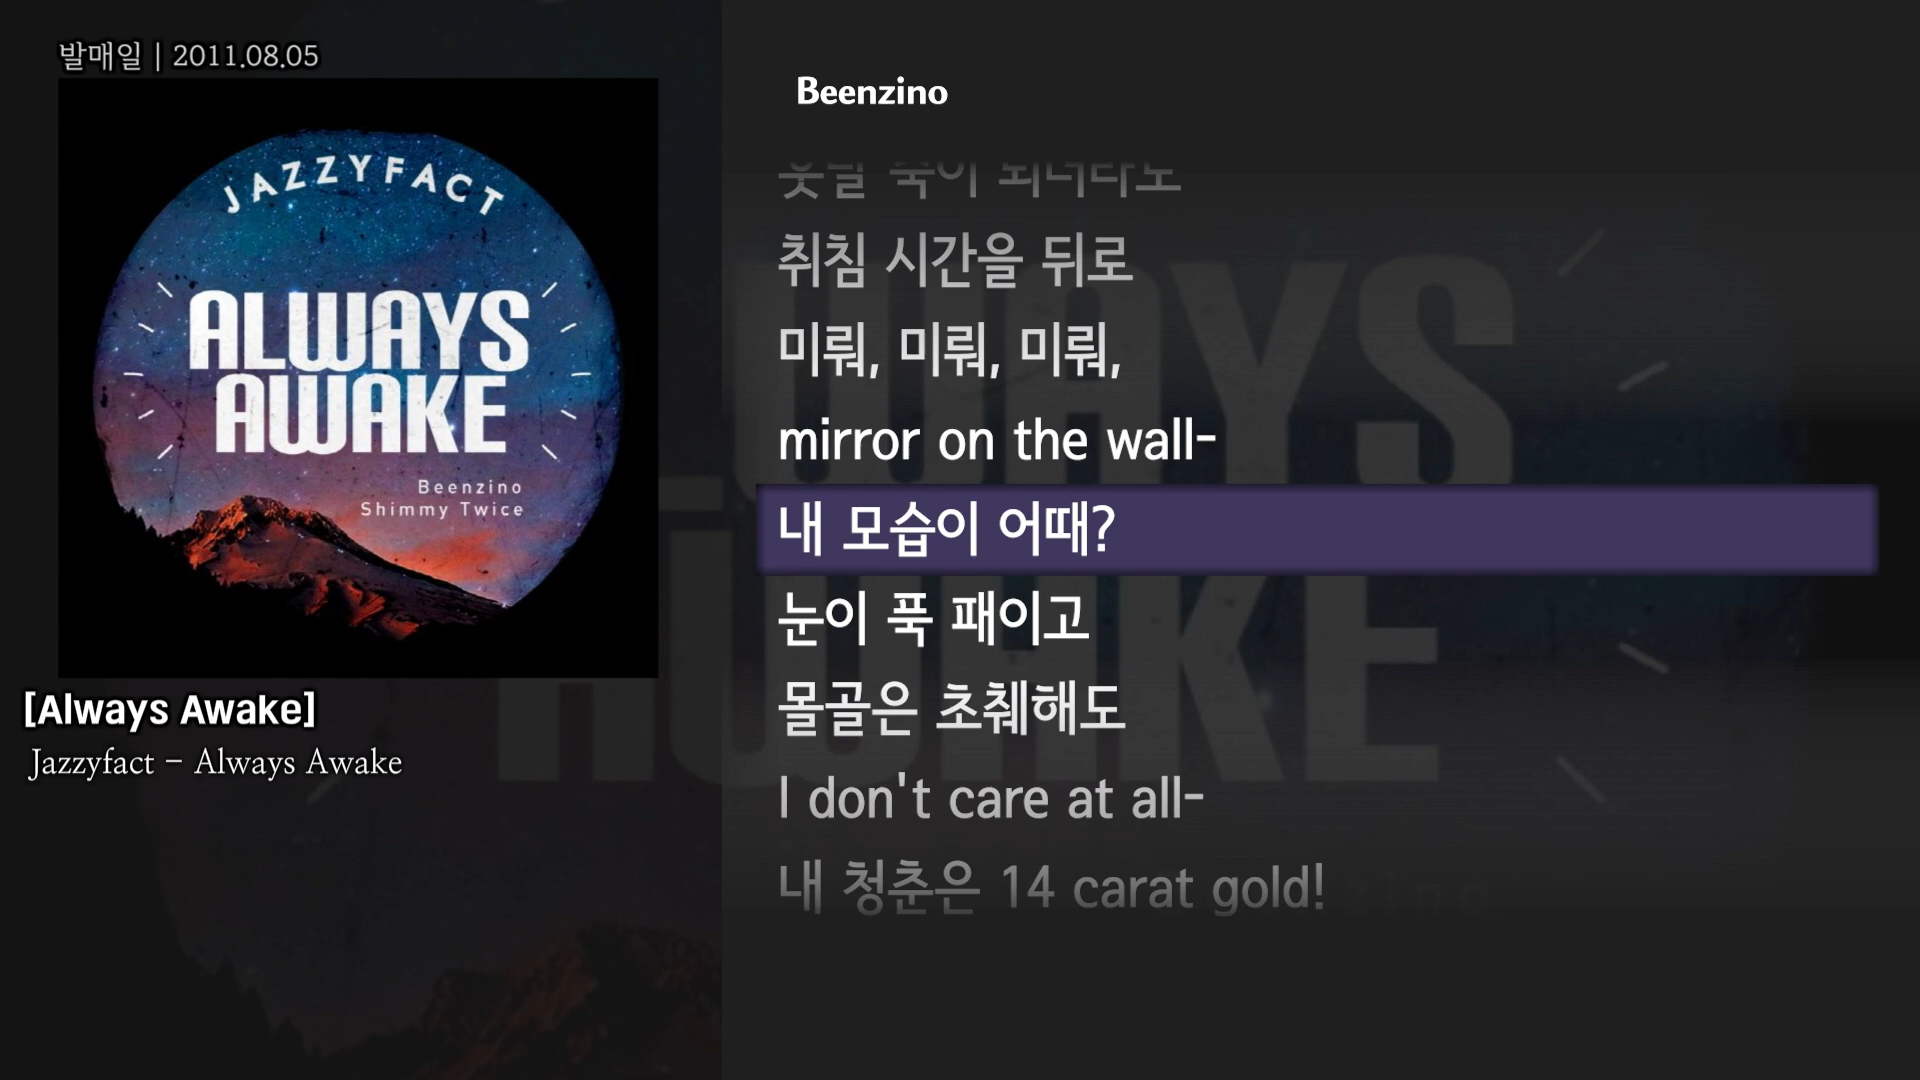 발매일 | 2011.08.05
JAZZYFACT
ALWAYS
AWAKE
Beenzino
Shimmy Twice
[Always Awake]
Jazzyfact - Always Awake
Beenzino
취침 시간을 뒤로
미뤄, 미뤄, 미뤄,
mirror on the wall-
내 모습이 어때?
눈이 푹 패이고
몰골은 초췌해도
I don't care at all-
내 청춘은 14 carat gold!